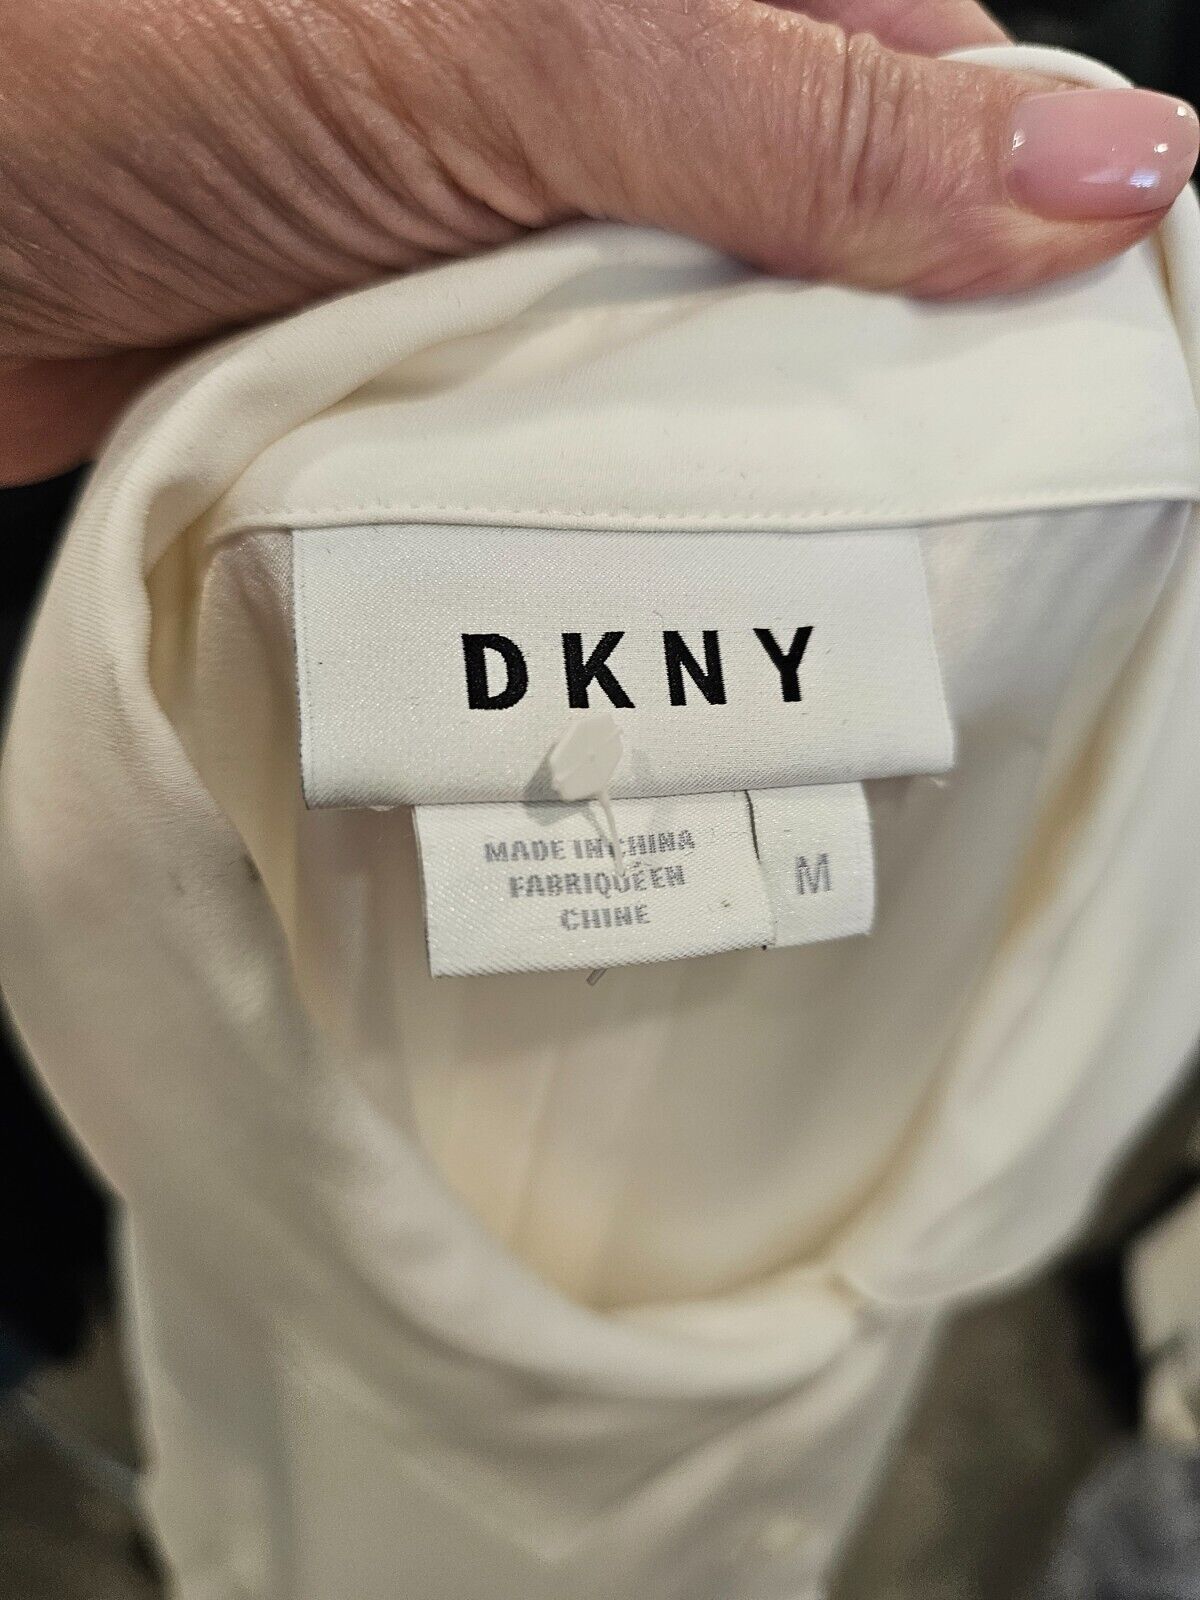 DKNY
MADE IN CHINA
FABRIQUÉ EN
CHINE
M